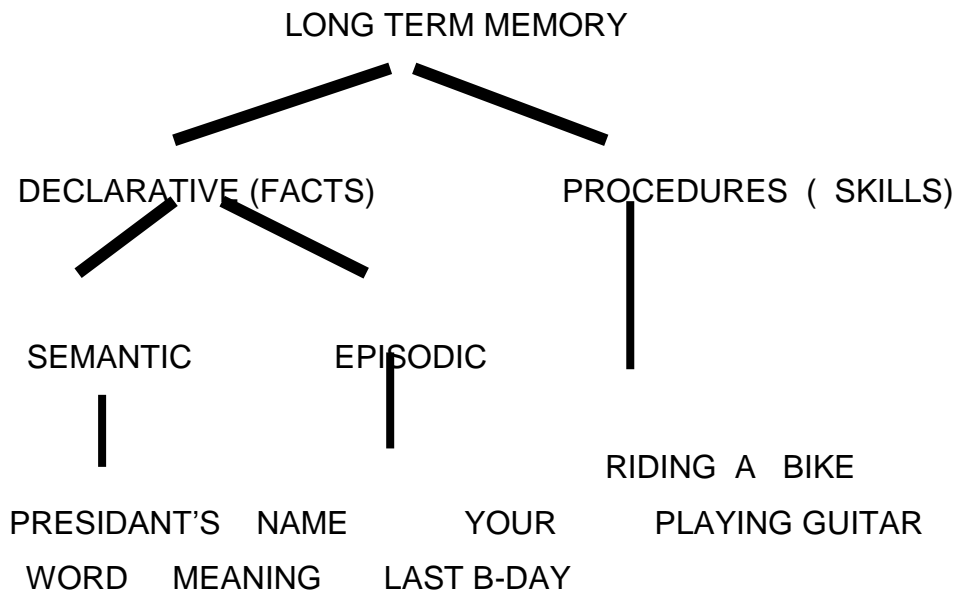 LONG TERM MEMORY
DECLARATIVE (FACTS) PROCEDURES ( SKILLS)
SEMANTIC EPISODIC
RIDING A BIKE
PRESIDANT’S NAME YOUR PLAYING GUITAR
WORD MEANING LAST B-DAY